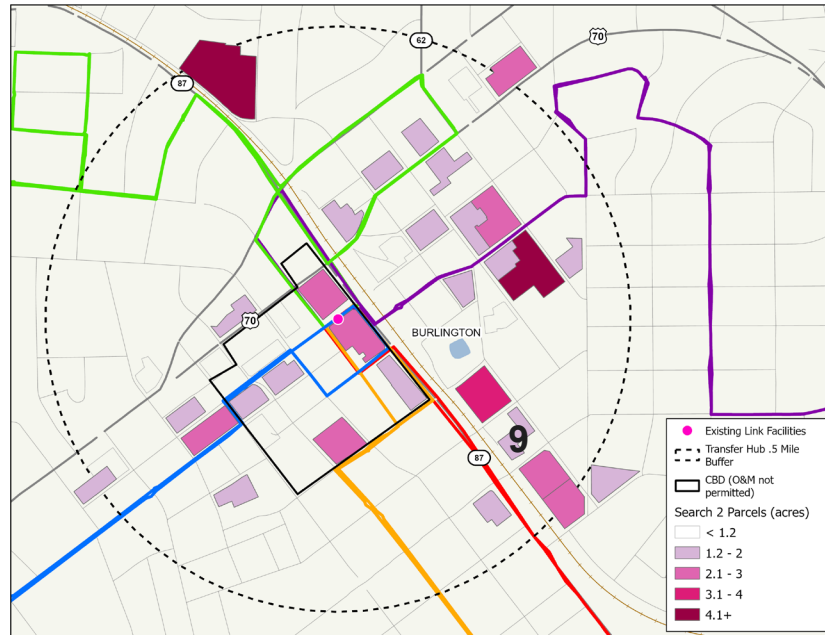 62
70
87
70
BURLINGTON
9
87
Existing Link Facilities
Transfer Hub .5 Mile
Buffer
CBD (O&M not
permitted)
Search 2 Parcels (acres)
< 1.2
1.2 - 2
2.1 - 3
3.1 - 4
4.1+